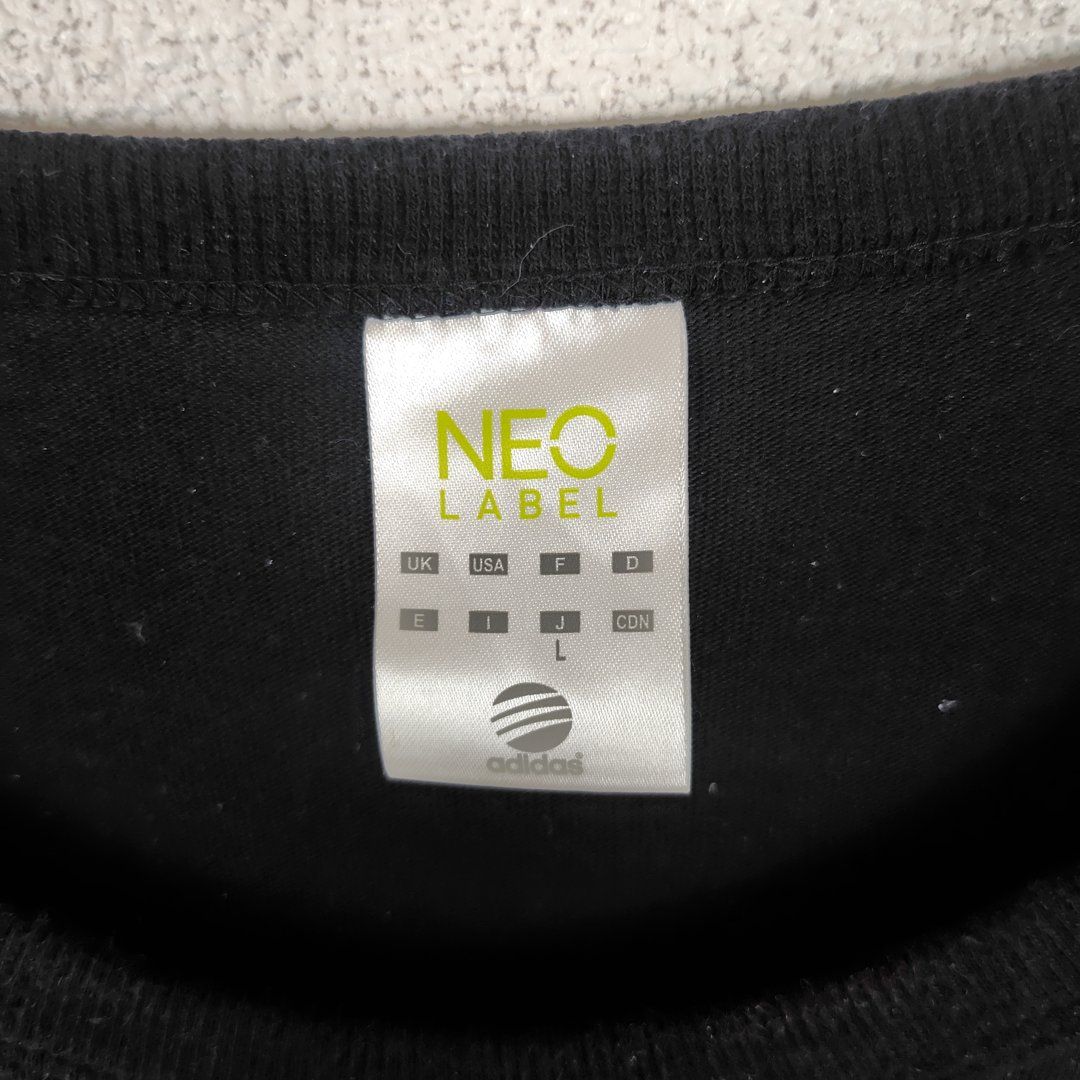 NEO
LABEL
UK USA F D
E I J CDN
L
adidas